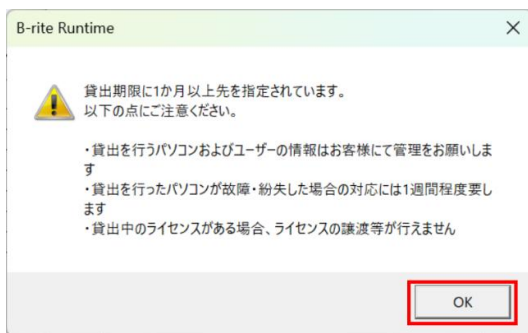 B-rite Runtime
貸出期限に1か月以上先を指定されています。
以下の点にご注意ください。
・貸出を行うパソコンおよびユーザーの情報はお客様にて管理をお願いしま
す
・貸出を行ったパソコンが故障・紛失した場合の対応には1週間程度要し
ます
・貸出中のライセンスがある場合、ライセンスの譲渡等が行えません
OK